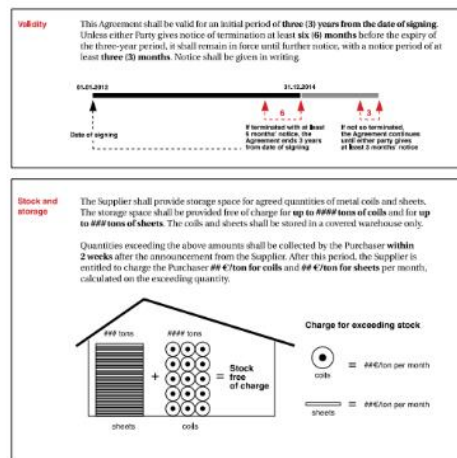 Validity
This Agreement shall be valid for an initial period of three (3) years from the date of signing.
Unless either Party gives notice of termination at least six (6) months before the expiry of
the three-year period, it shall remain in force until further notice, with a notice period of at
least three (3) months. Notice shall be given in writing.
01.01.2012
31.12.2014
6
3
Date of signing
If terminated with at least
6 months' notice, the
Agreement ends 3 years
from date of signing
If not so terminated,
the Agreement continues
until either party gives
at least 3 months' notice
Stock and
storage
The Supplier shall provide storage space for agreed quantities of metal coils and sheets.
The storage space shall be provided free of charge for up to #### tons of coils and for up
to ### tons of sheets. The coils and sheets shall be stored in a covered warehouse only.
Quantities exceeding the above amounts shall be collected by the Purchaser within
2 weeks after the announcement from the Supplier. After this period, the Supplier is
entitled to charge the Purchaser ## €/ton for coils and ## €/ton for sheets per month,
calculated on the exceeding quantity.
### tons
#### tons
+
= Stock
free
of charge
sheets
coils
Charge for exceeding stock
= ##€/ton per month
coils
= ##€/ton per month
sheets